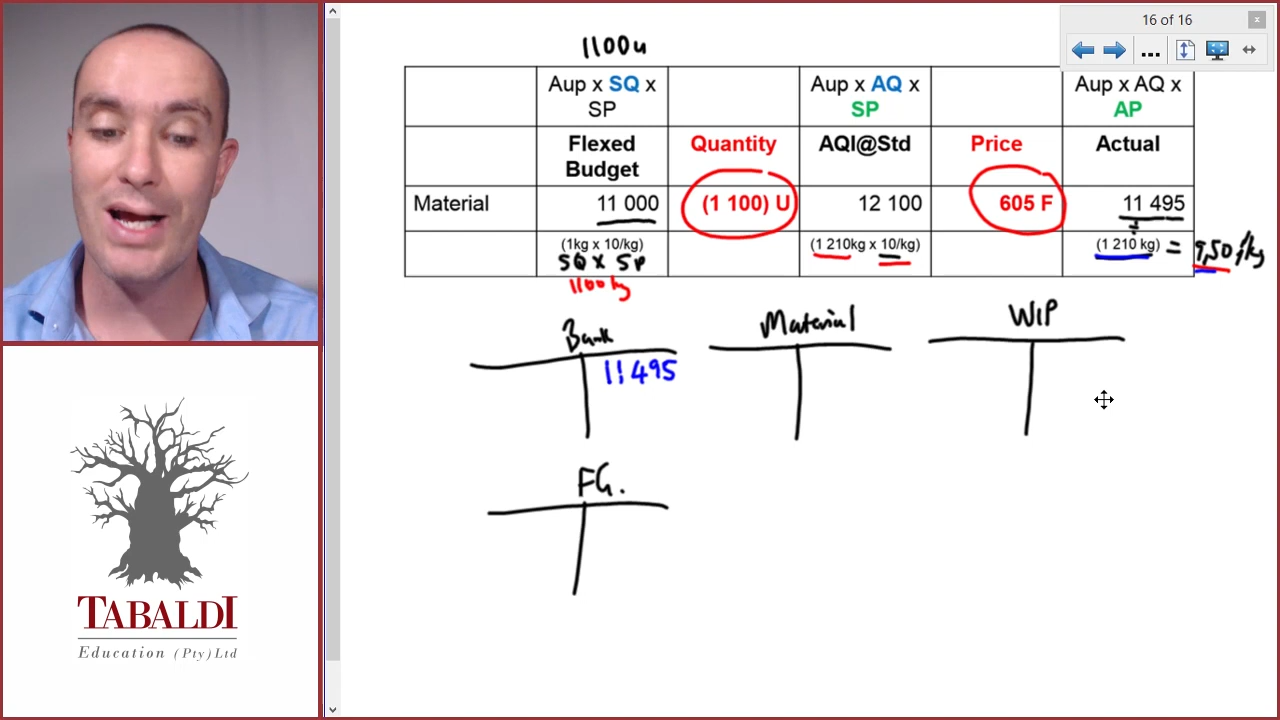 16 of 16
x
...
1100u
Aup x SQ x SP
Aup x AQ x SP
Aup x AQ x AP
Flexed Budget
Quantity
AQI@Std
Price
Actual
Material
11 000
(1 100) U
12 100
605 F
11 495
(1kg x 10/kg)
(1 210kg x 10/kg)
÷
(1 210 kg)
= 9,50/kg
SQ x SP
1100kg
Bank
Material
WIP
11 495
FG.
TABALDI
Education (Pty) Ltd